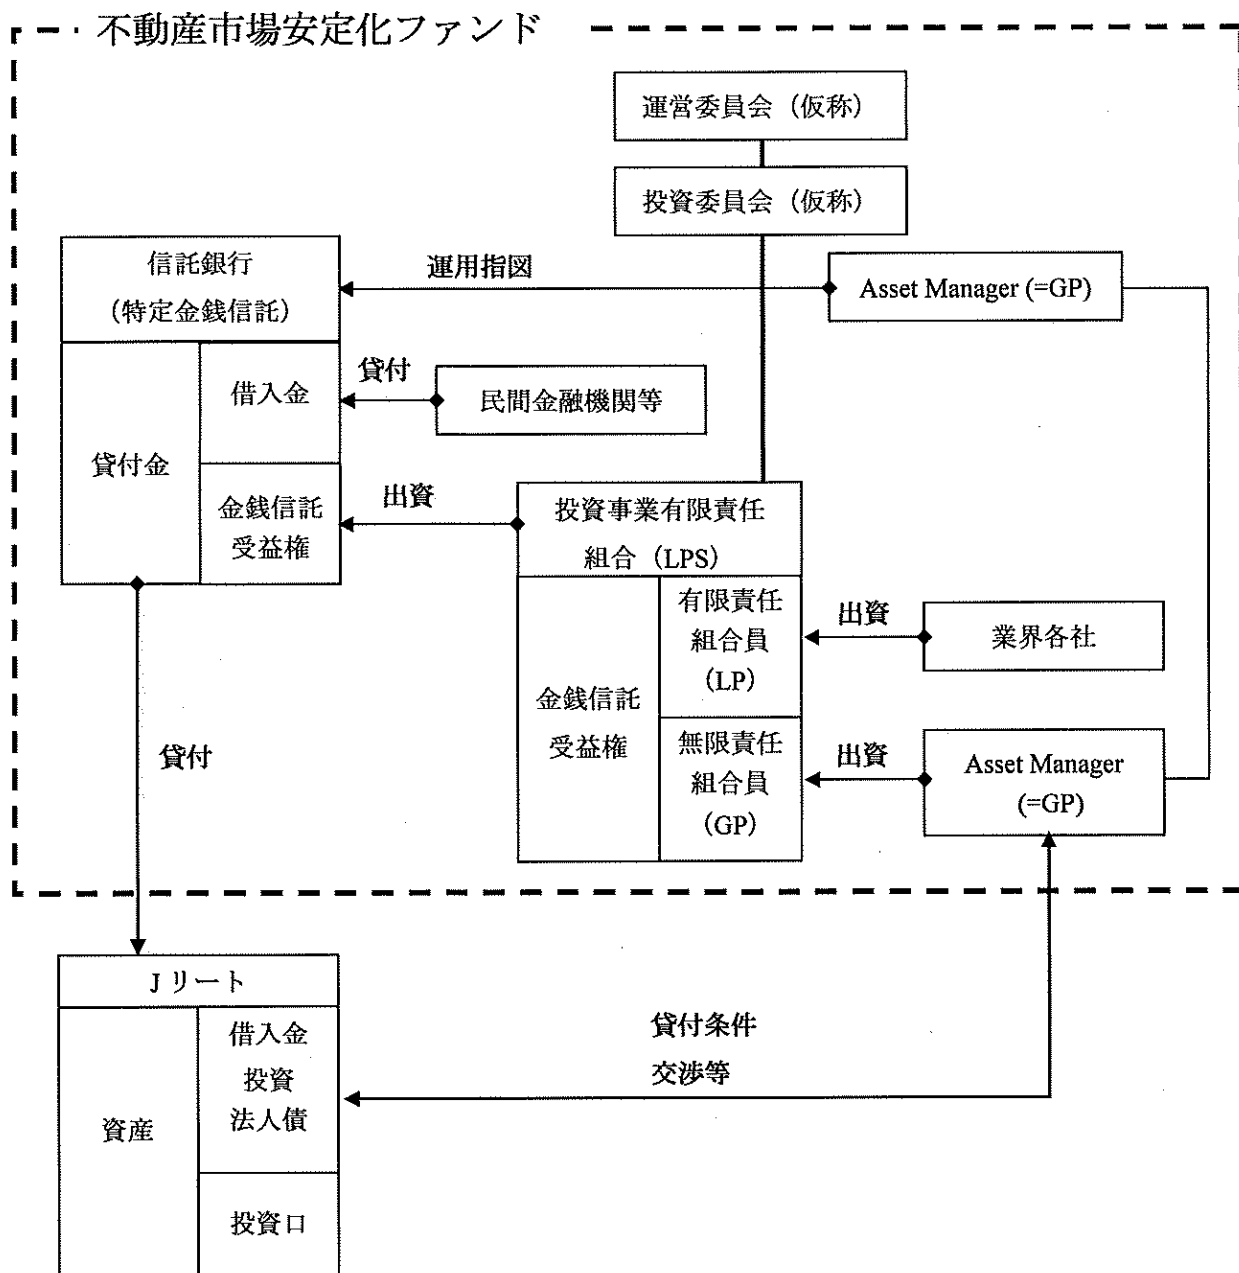 不動産市場安定化ファンド
運営委員会（仮称）
投資委員会（仮称）
信託銀行
（特定金銭信託）
運用指図
Asset Manager (=GP)
貸付金
借入金
貸付
民間金融機関等
金銭信託
受益権
出資
投資事業有限責任
組合（LPS）
金銭信託
受益権
有限責任
組合員
（LP）
出資
業界各社
無限責任
組合員
（GP）
出資
Asset Manager
(=GP)
貸付
Jリート
資産
借入金
投資
法人債
投資口
貸付条件
交渉等